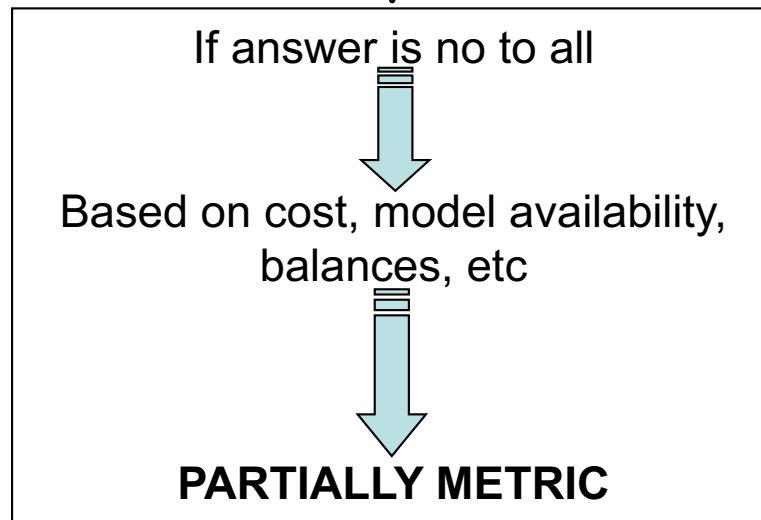 If answer is no to all
Based on cost, model availability,
balances, etc
PARTIALLY METRIC